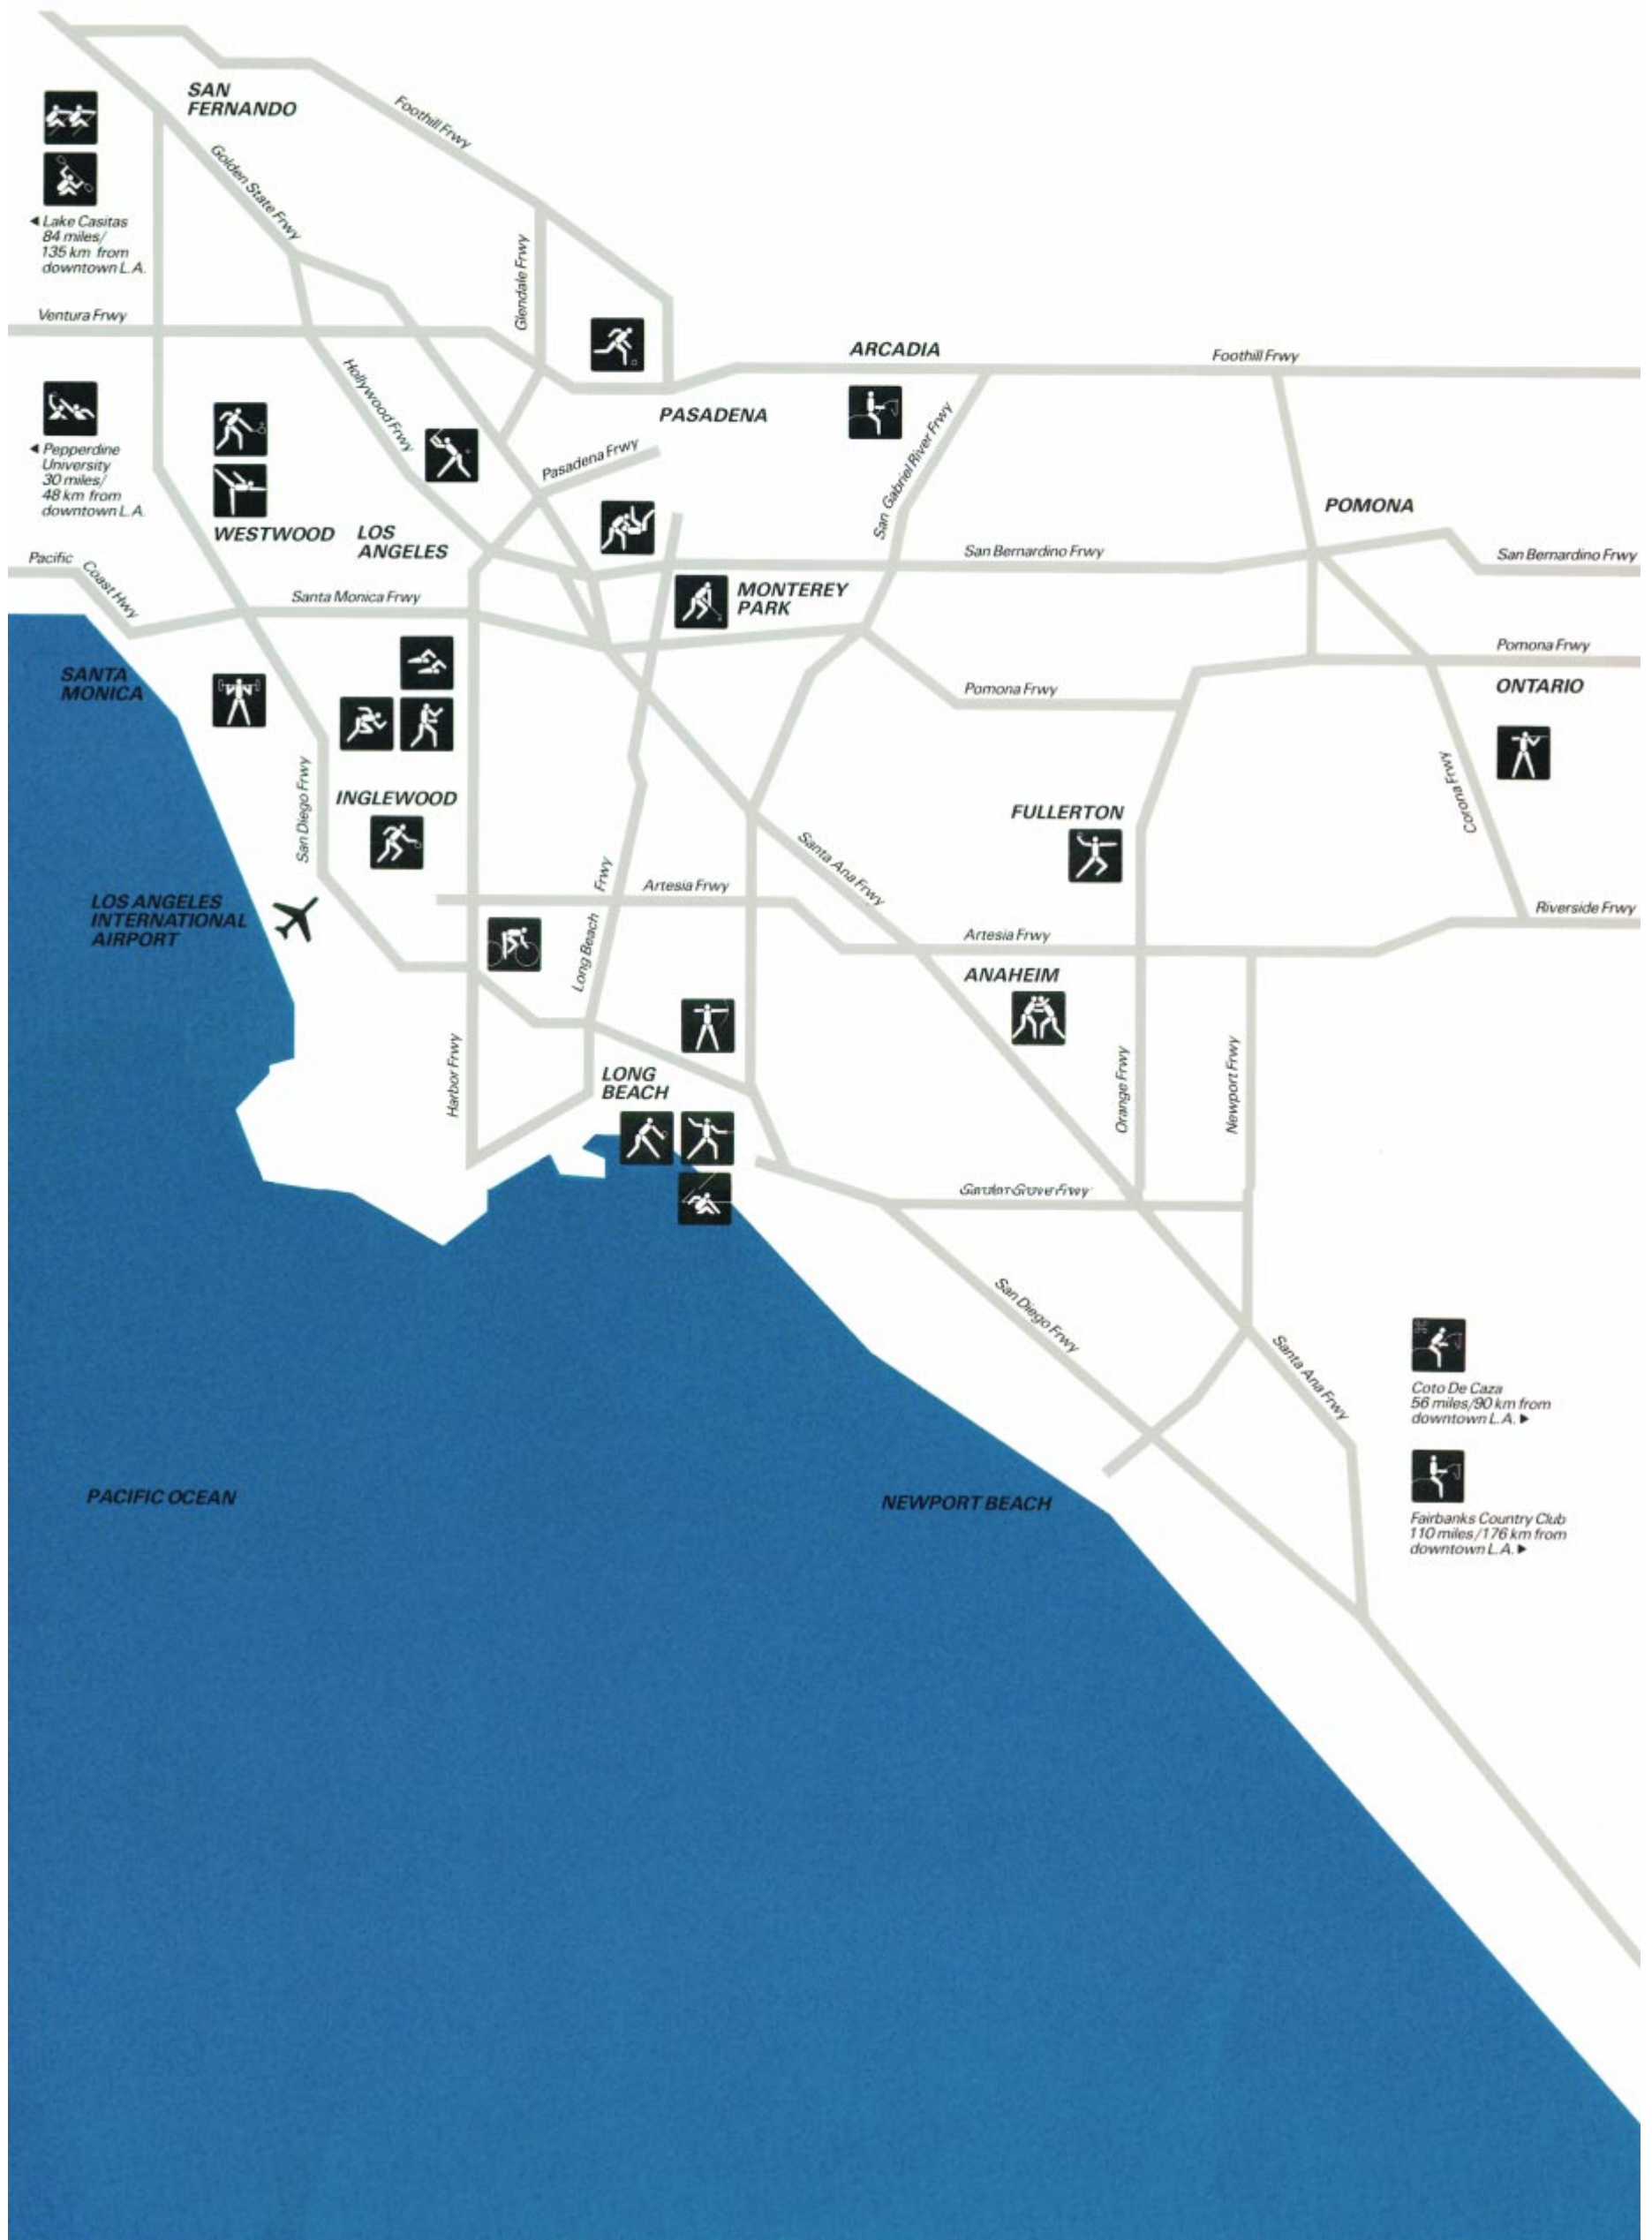 SAN
FERNANDO
Foothill Frwy
Golden State Frwy
◄ Lake Casitas
84 miles/
135 km from
downtown L.A.
Glendale Frwy
Ventura Frwy
ARCADIA
Foothill Frwy
Hollywood Frwy
PASADENA
San Gabriel River Frwy
◄ Pepperdine
University
30 miles/
48 km from
downtown L.A.
Pasadena Frwy
POMONA
WESTWOOD
LOS
ANGELES
Pacific
Coast Hwy
San Bernardino Frwy
San Bernardino Frwy
Santa Monica Frwy
MONTEREY
PARK
Pomona Frwy
SANTA
MONICA
Pomona Frwy
ONTARIO
San Diego Frwy
INGLEWOOD
FULLERTON
Corona Frwy
Santa Ana Frwy
Long Beach
Frwy
Artesia Frwy
LOS ANGELES
INTERNATIONAL
AIRPORT
Riverside Frwy
Artesia Frwy
ANAHEIM
Harbor Frwy
LONG
BEACH
Orange Frwy
Newport Frwy
Garden Grove Frwy
San Diego Frwy
Santa Ana Frwy
Coto De Caza
56 miles/90 km from
downtown L.A. ►
PACIFIC OCEAN
NEWPORT BEACH
Fairbanks Country Club
110 miles/176 km from
downtown L.A. ►